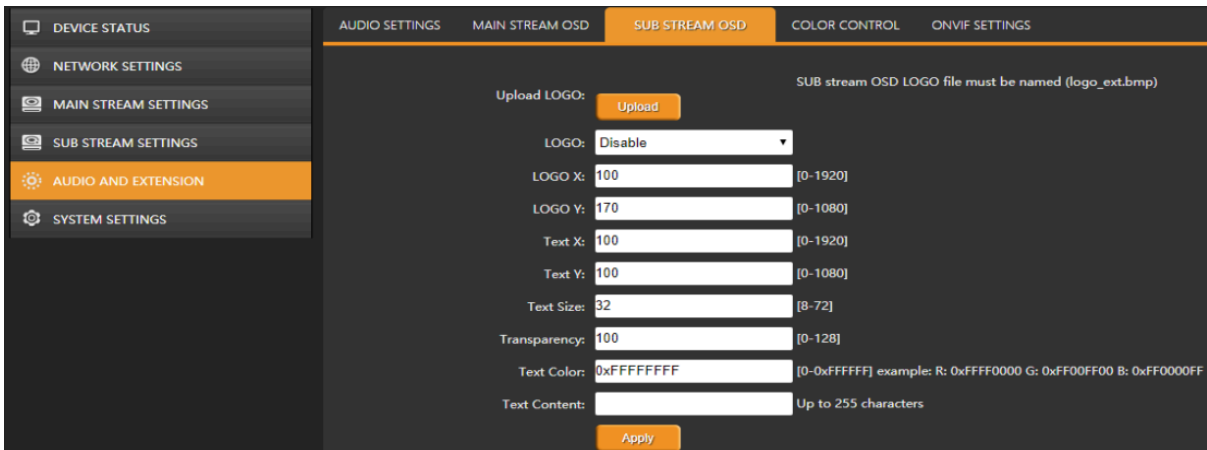 DEVICE STATUS
NETWORK SETTINGS
MAIN STREAM SETTINGS
SUB STREAM SETTINGS
AUDIO AND EXTENSION
SYSTEM SETTINGS
AUDIO SETTINGS MAIN STREAM OSD SUB STREAM OSD COLOR CONTROL ONVIF SETTINGS
SUB stream OSD LOGO file must be named (logo_ext.bmp)
Upload LOGO: Upload
LOGO: Disable
LOGO X: 100 [0-1920]
LOGO Y: 170 [0-1080]
Text X: 100 [0-1920]
Text Y: 100 [0-1080]
Text Size: 32 [8-72]
Transparency: 100 [0-128]
Text Color: 0xFFFFFFFF [0-0xFFFFFF] example: R: 0xFFFF0000 G: 0xFF00FF00 B: 0xFF0000FF
Text Content: Up to 255 characters
Apply